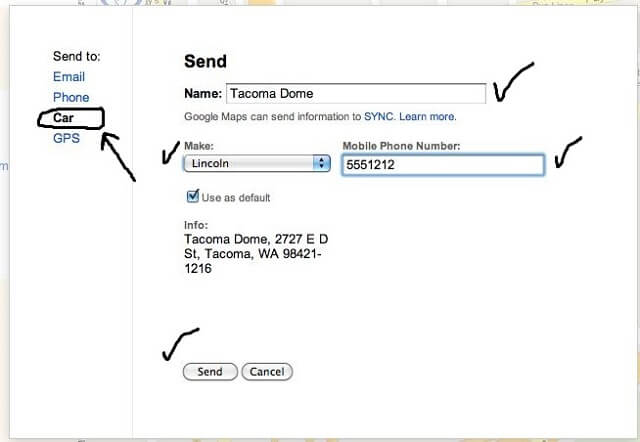 Send to:
Email
Phone
Car
GPS
Send
Name: Tacoma Dome
Google Maps can send information to SYNC. Learn more.
Make: Mobile Phone Number:
Lincoln 5551212
Use as default
Info:
Tacoma Dome, 2727 E D
St, Tacoma, WA 98421-
1216
Send Cancel